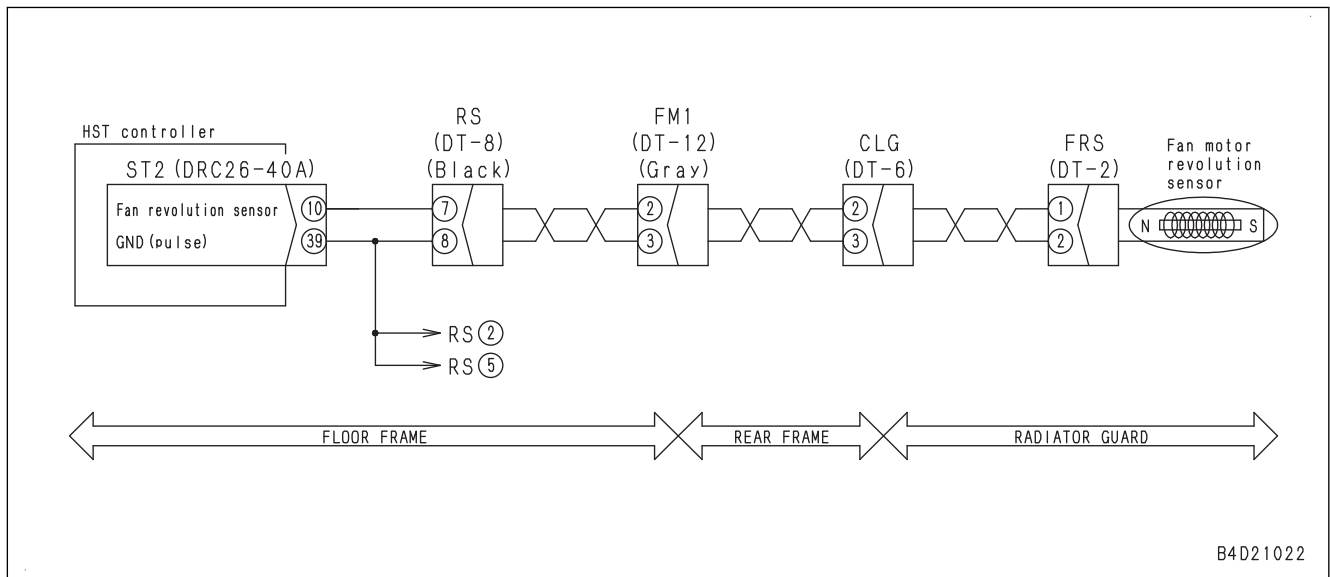 HST controller
ST2 (DRC26-40A)
Fan revolution sensor
GND (pulse)
10
39
RS
(DT-8)
(Black)
7
8
FM1
(DT-12)
(Gray)
2
3
CLG
(DT-6)
2
3
FRS
(DT-2)
1
2
Fan motor
revolution
sensor
N S
RS 2
RS 5
FLOOR FRAME
REAR FRAME
RADIATOR GUARD
B4D21022